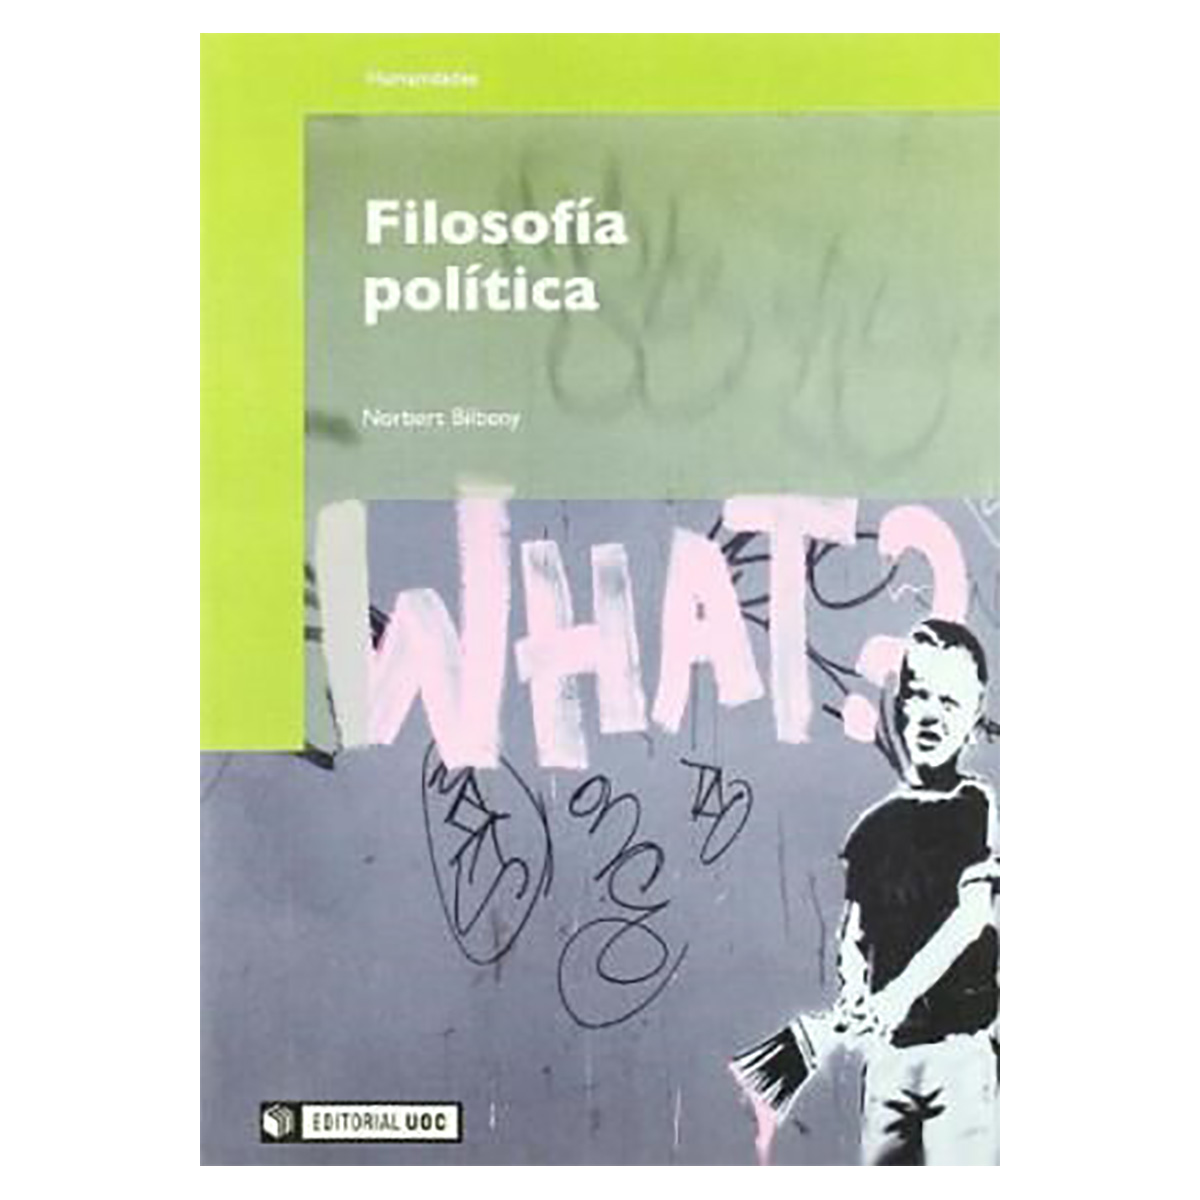 Humanidades
Filosofía
política
Norbert Bilbeny
WHAT?
EDITORIAL UOC